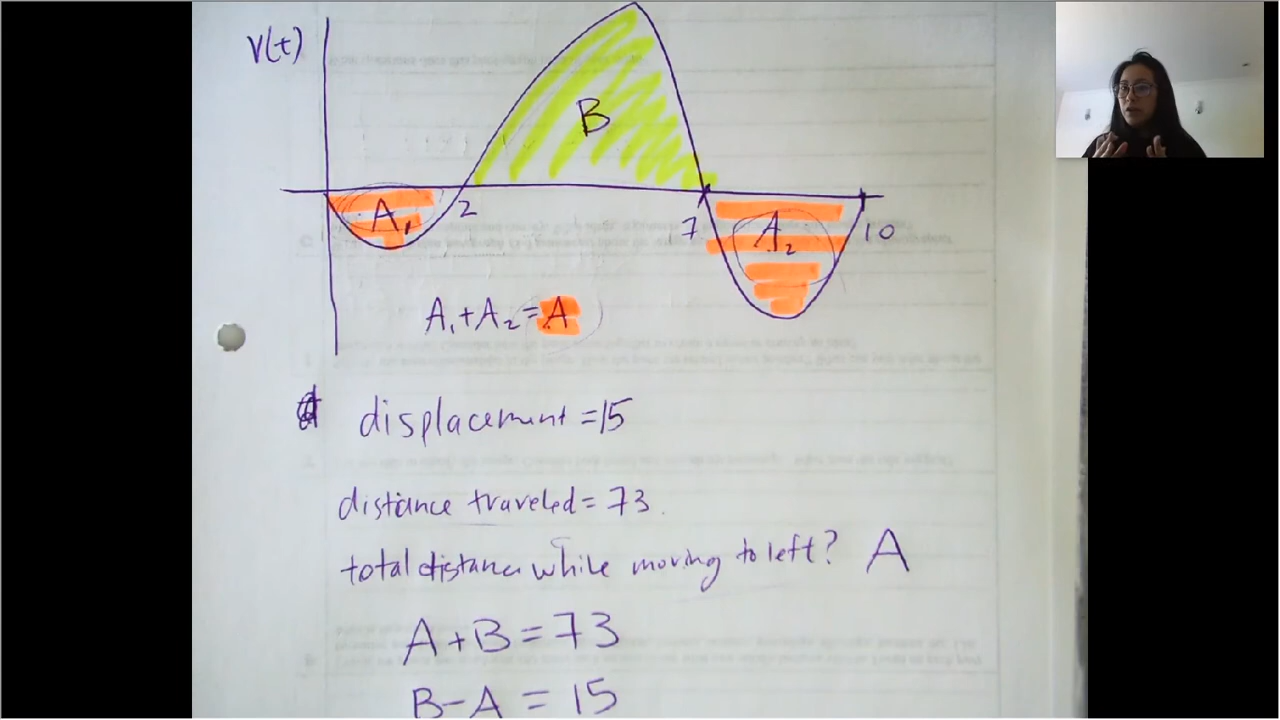 V(t)
B
A₁
2
7
A₂
10
A₁+A₂=A
displacement =15
distance traveled= 73.
total distance while moving to left? A
A+B=73
B-A = 15